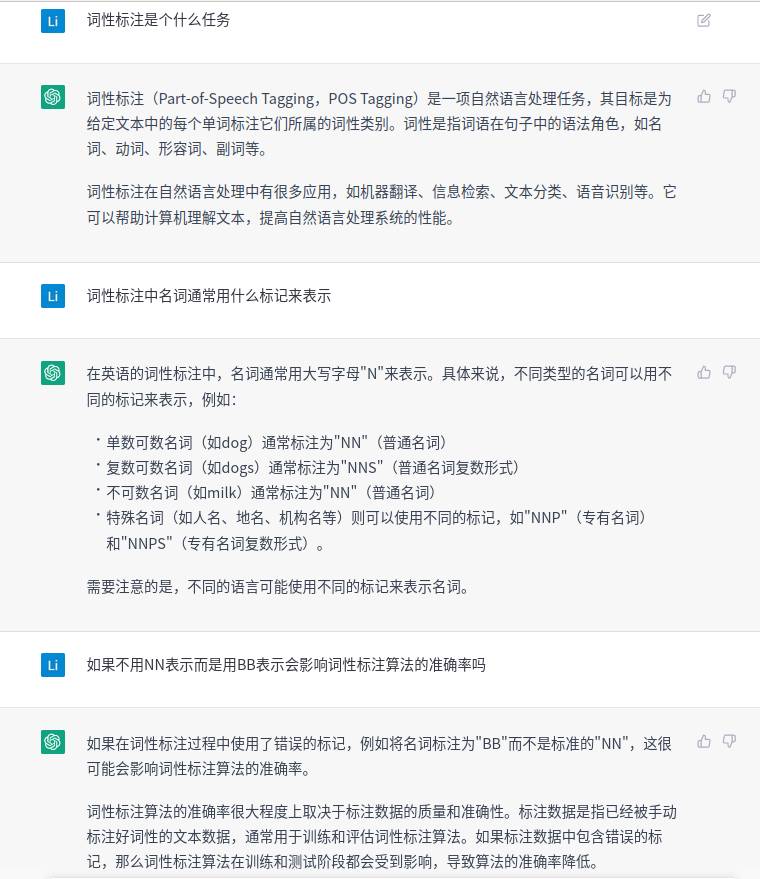 Li 词性标注是个什么任务
词性标注（Part-of-Speech Tagging，POS Tagging）是一项自然语言处理任务，其目标是为
给定文本中的每个单词标注它们所属的词性类别。词性是指词语在句子中的语法角色，如名
词、动词、形容词、副词等。
词性标注在自然语言处理中有很多应用，如机器翻译、信息检索、文本分类、语音识别等。它
可以帮助计算机理解文本，提高自然语言处理系统的性能。
Li 词性标注中名词通常用什么标记来表示
在英语的词性标注中，名词通常用大写字母"N"来表示。具体来说，不同类型的名词可以用不
同的标记来表示，例如：
· 单数可数名词（如dog）通常标注为"NN"（普通名词）
· 复数可数名词（如dogs）通常标注为"NNS"（普通名词复数形式）
· 不可数名词（如milk）通常标注为"NN"（普通名词）
· 特殊名词（如人名、地名、机构名等）则可以使用不同的标记，如"NNP"（专有名词）
和"NNPS"（专有名词复数形式）。
需要注意的是，不同的语言可能使用不同的标记来表示名词。
Li 如果不用NN表示而是用BB表示会影响词性标注算法的准确率吗
如果在词性标注过程中使用了错误的标记，例如将名词标注为"BB"而不是标准的"NN"，这很
可能会影响词性标注算法的准确率。
词性标注算法的准确率很大程度上取决于标注数据的质量和准确性。标注数据是指已经被手动
标注好词性的文本数据，通常用于训练和评估词性标注算法。如果标注数据中包含错误的标
记，那么词性标注算法在训练和测试阶段都会受到影响，导致算法的准确率降低。